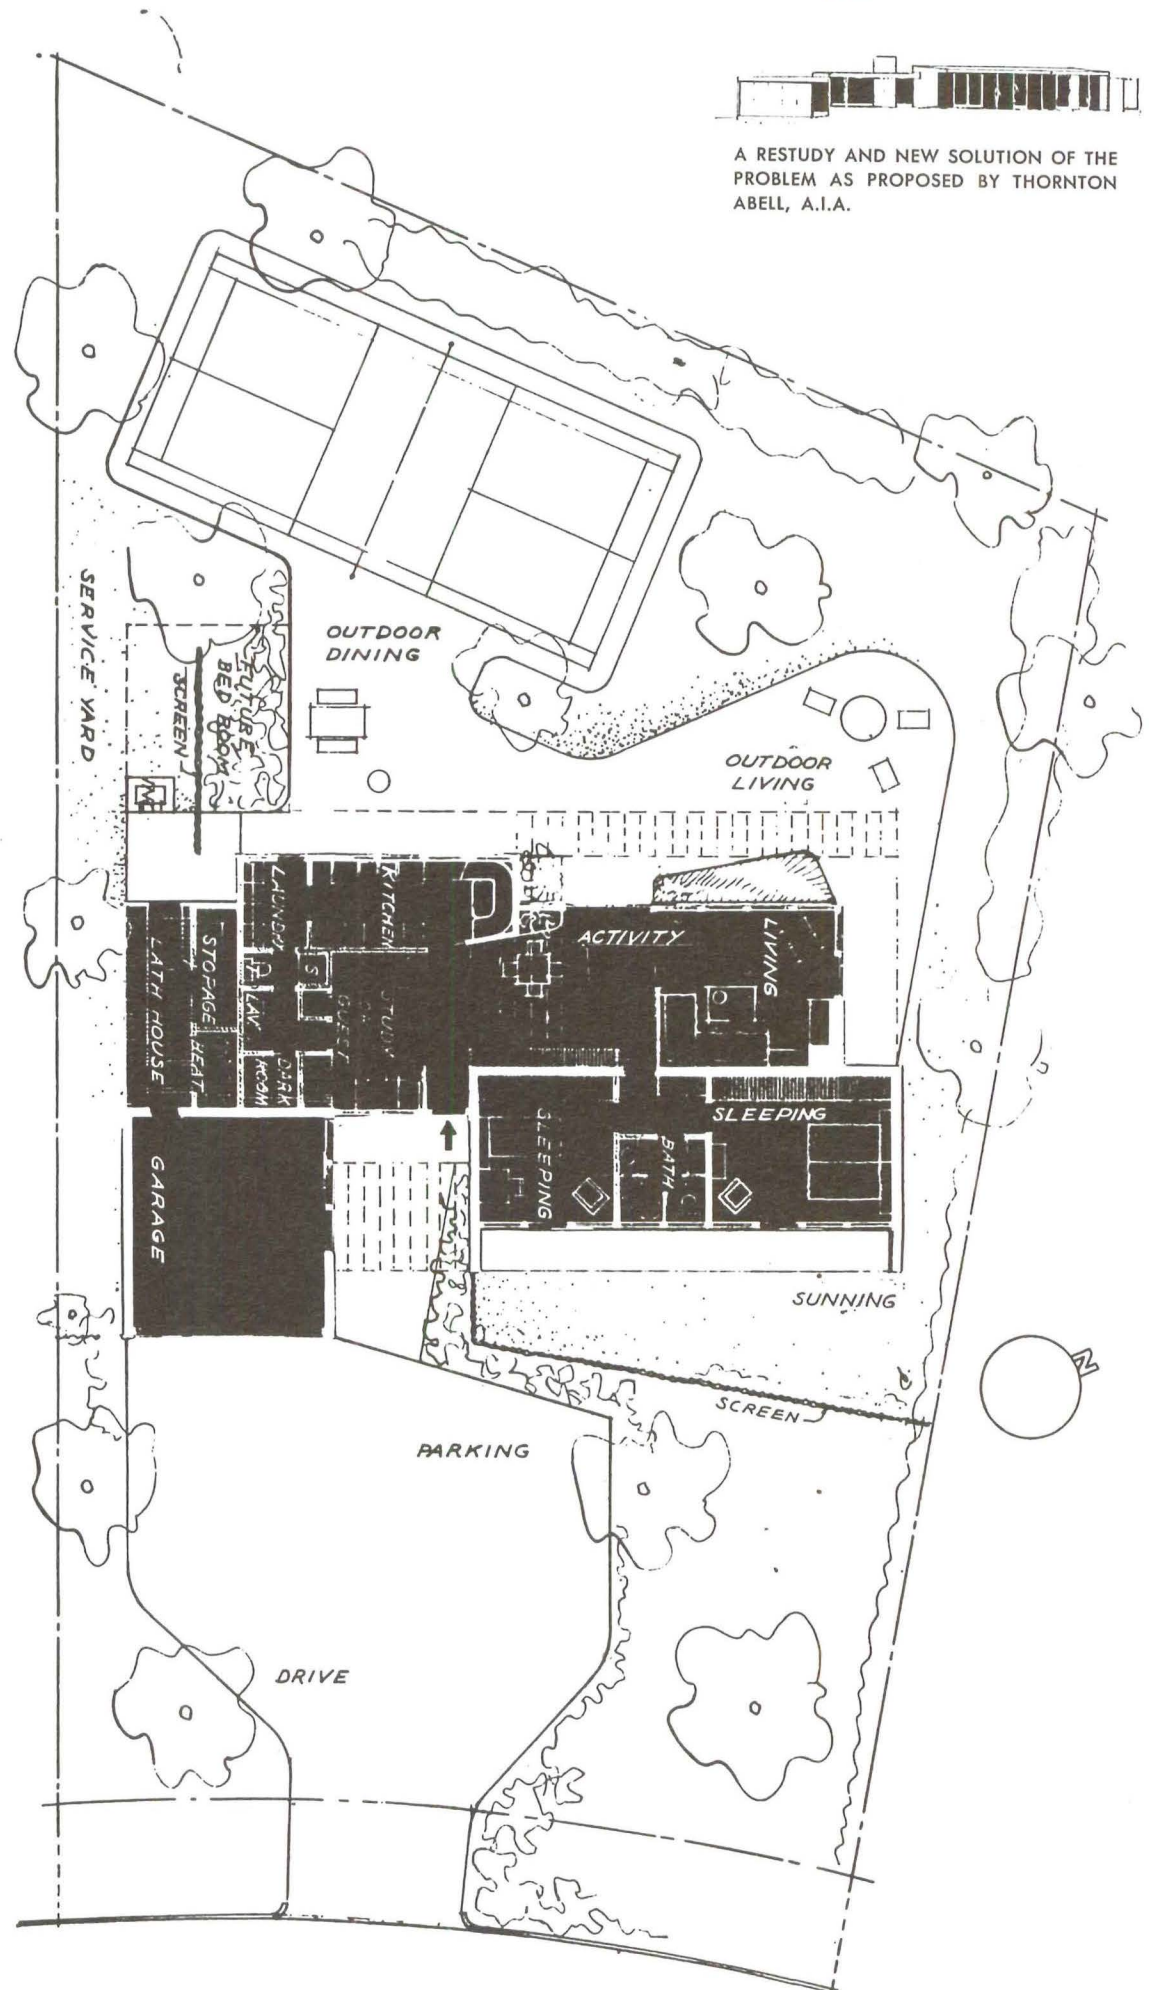 A RESTUDY AND NEW SOLUTION OF THE
PROBLEM AS PROPOSED BY THORNTON
ABELL, A.I.A.
SERVICE YARD
OUTDOOR
DINING
FUTURE
BED ROOM
SCREEN
OUTDOOR
LIVING
LAUNDRY
KITCHEN
ACTIVITY
LIVING
LATH HOUSE
STORAGE
HEAT
LAV.
S
GUEST
STUDY
DARK
ROOM
SLEEPING
BATH
SLEEPING
GARAGE
SUNNING
SCREEN
N
PARKING
DRIVE